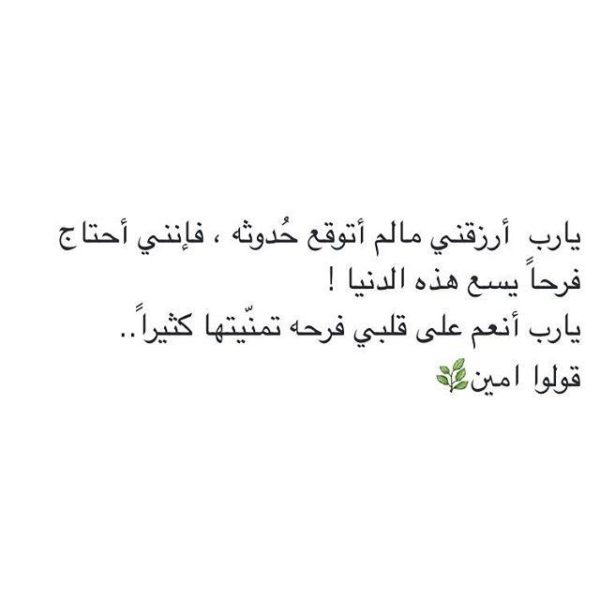 يارب أرزقني مالم أتوقع حُدوثه ، فإنني أحتاج
فرحاً يسع هذه الدنيا !
يارب أنعم على قلبي فرحه تمنّيتها كثيراً..
قولوا امين🌿